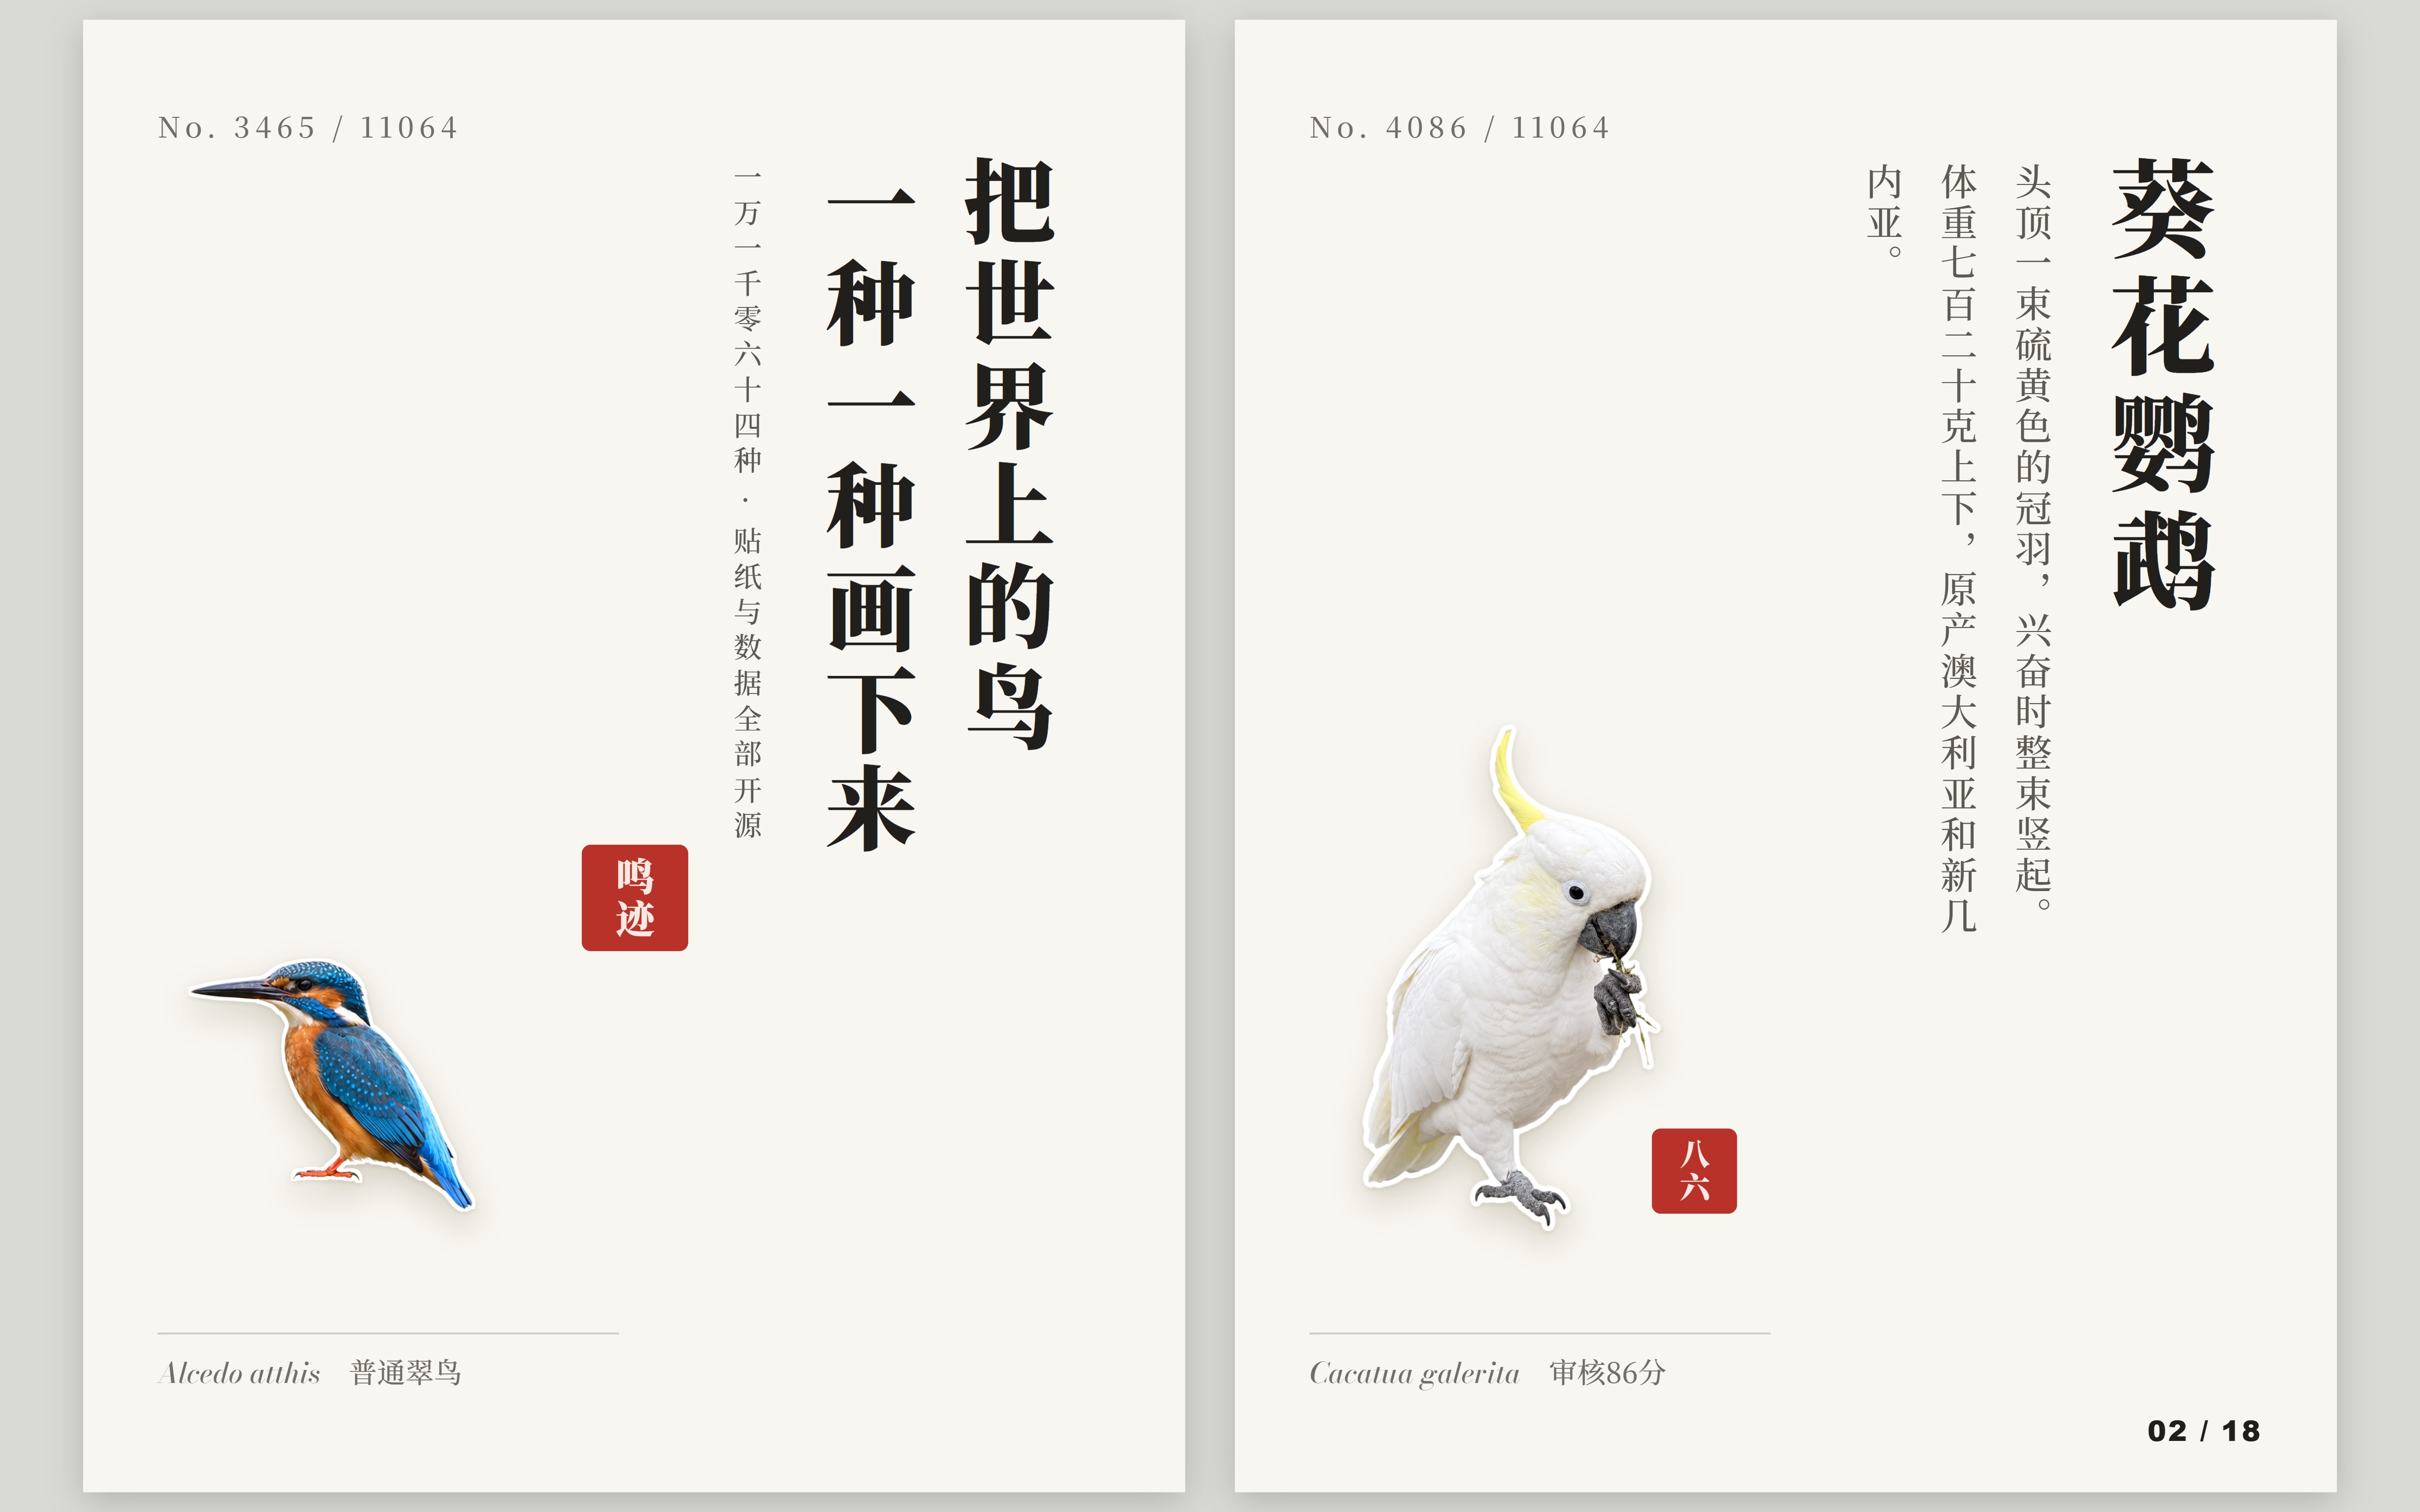 No. 3465 / 11064
把世界上的鸟
一种一种画下来
一万一千零六十四种·贴纸与数据全部开源
鸣迹
Alcedo atthis 普通翠鸟
No. 4086 / 11064
葵花鹦鹉
头顶一束硫黄色的冠羽，兴奋时整束竖起。
体重七百二十克上下，原产澳大利亚和新几
内亚。
八六
Cacatua galerita 审核86分
02 / 18